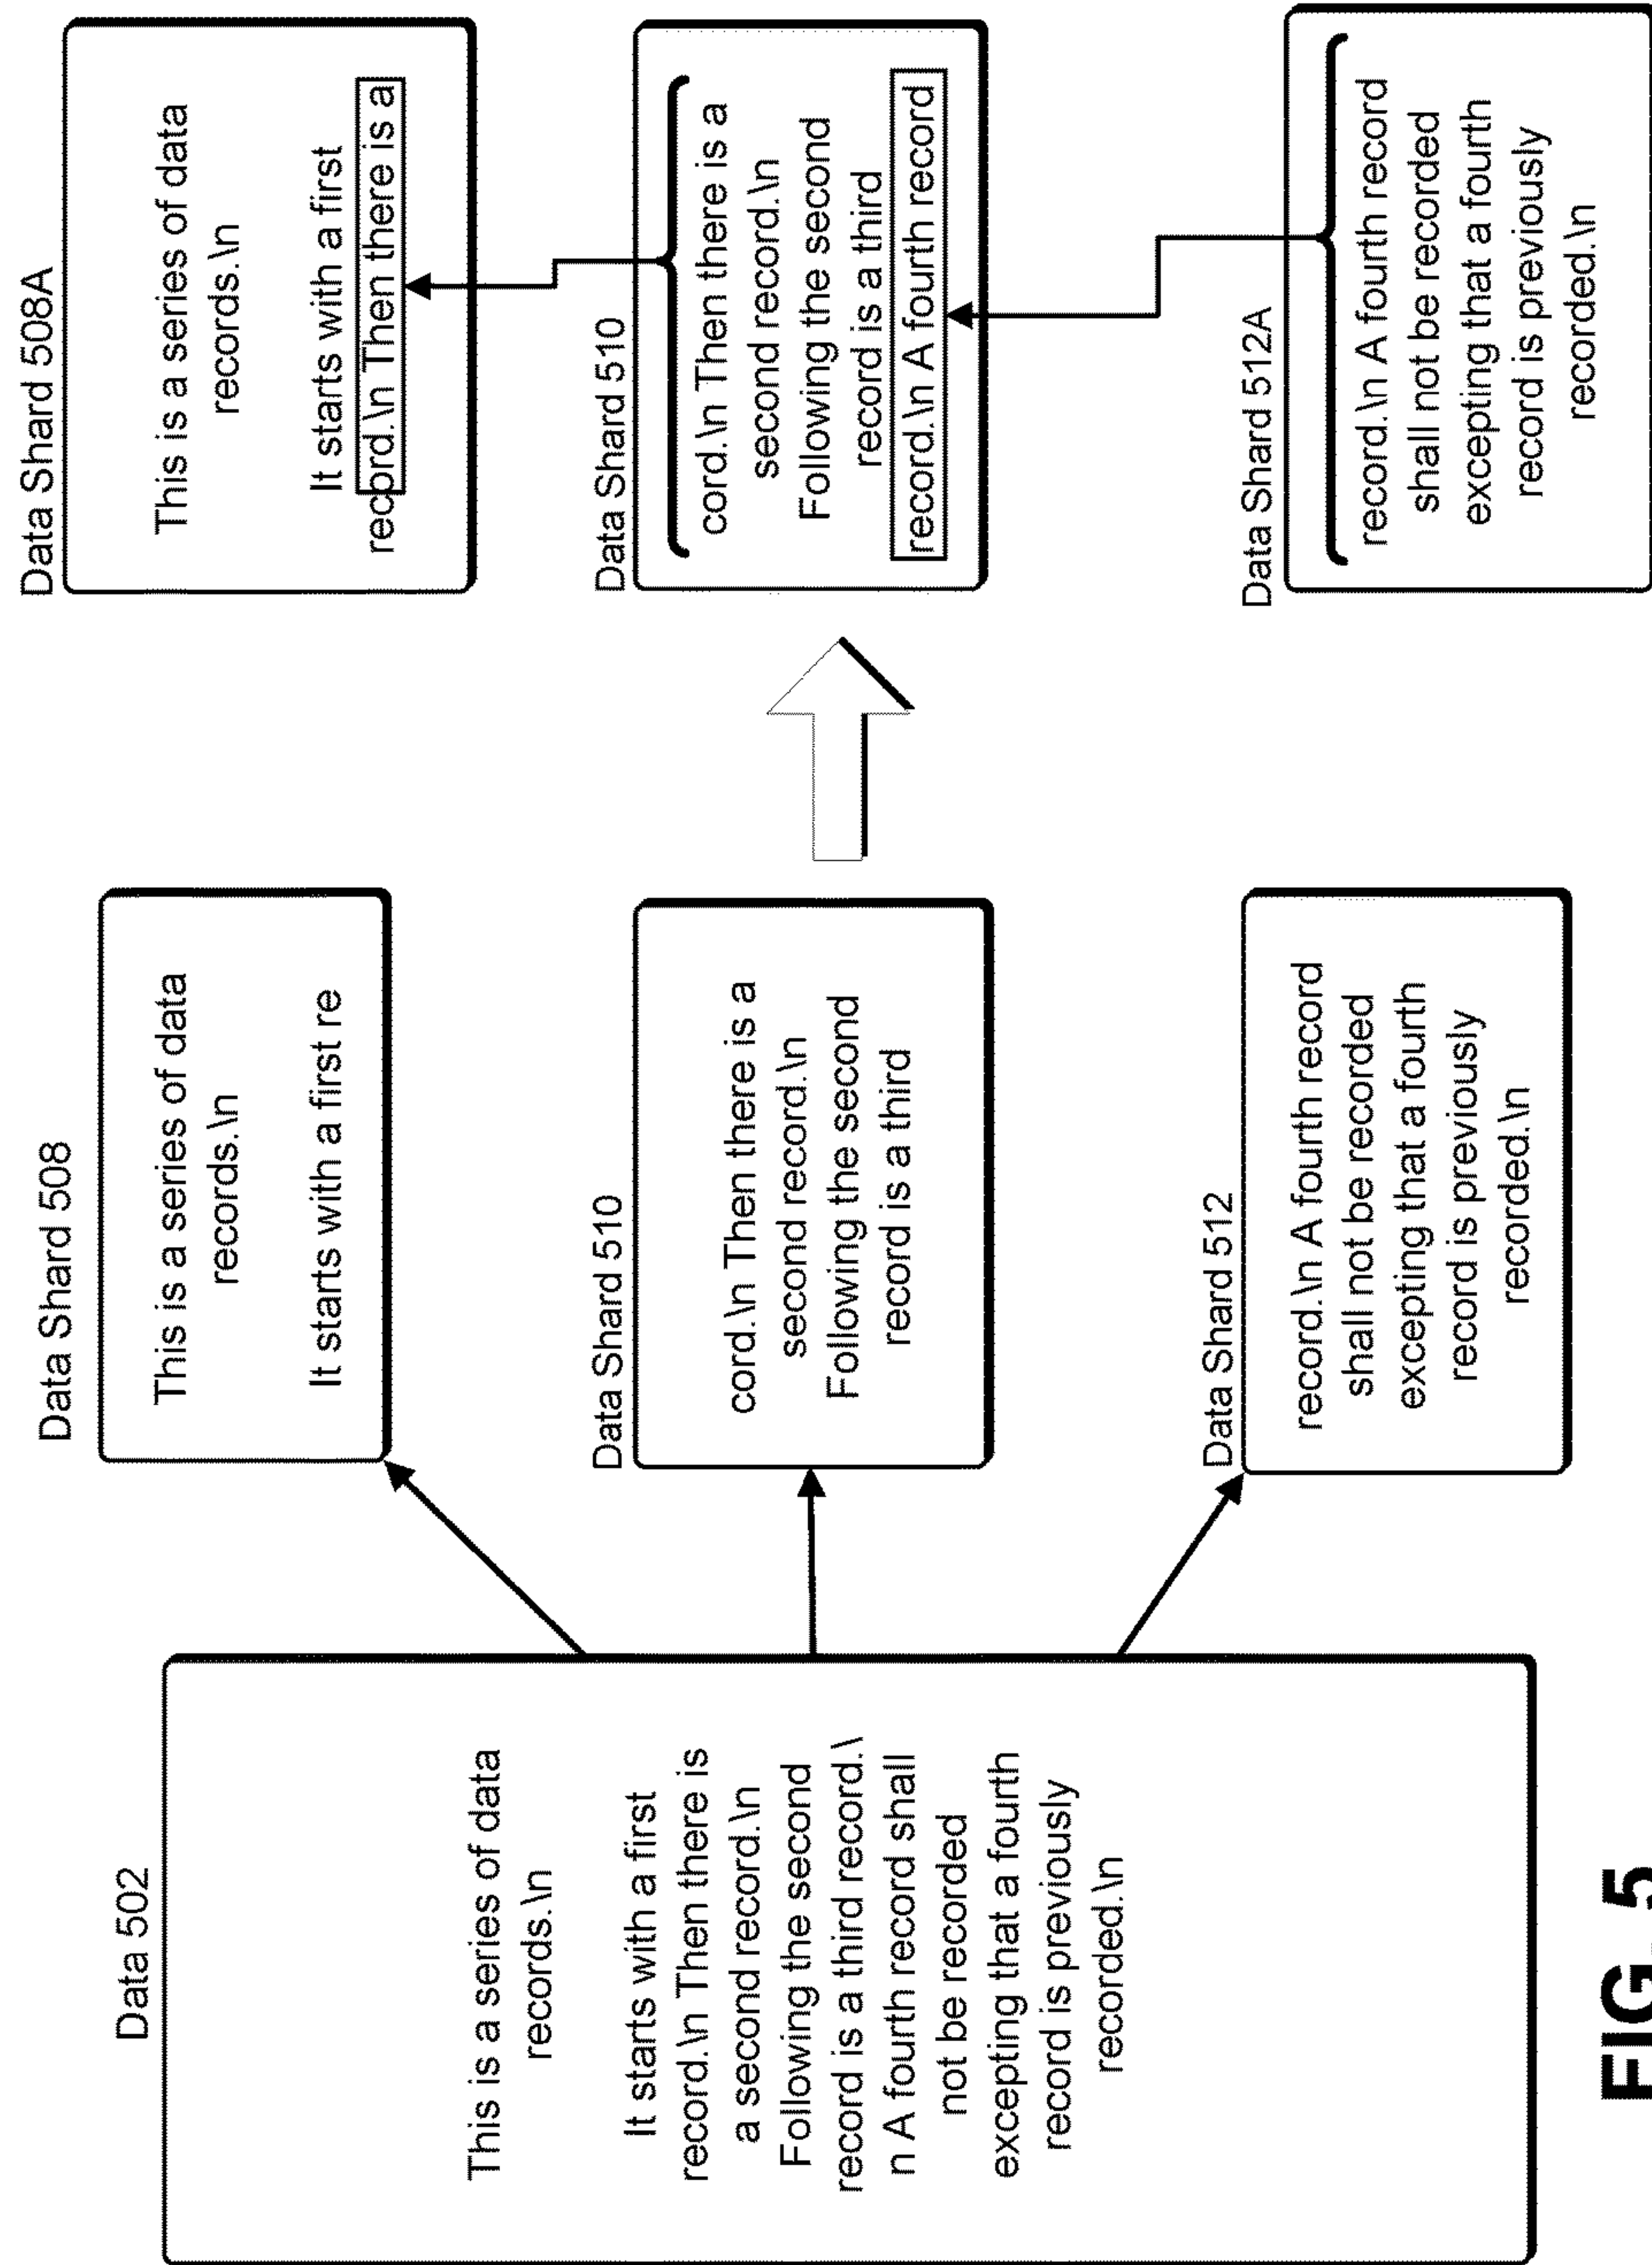 Data 502
This is a series of data
records.\n
It starts with a first
record.\n Then there is
a second record.\n
Following the second
record is a third record.\
n A fourth record shall
not be recorded
excepting that a fourth
record is previously
recorded.\n
Data Shard 508
This is a series of data
records.\n
It starts with a first re
Data Shard 510
cord.\n Then there is a
second record.\n
Following the second
record is a third
Data Shard 512
record.\n A fourth record
shall not be recorded
excepting that a fourth
record is previously
recorded.\n
Data Shard 508A
This is a series of data
records.\n
It starts with a first
record.\n Then there is a
Data Shard 510
cord.\n Then there is a
second record.\n
Following the second
record is a third
record.\n A fourth record
Data Shard 512A
record.\n A fourth record
shall not be recorded
excepting that a fourth
record is previously
recorded.\n
FIG. 5